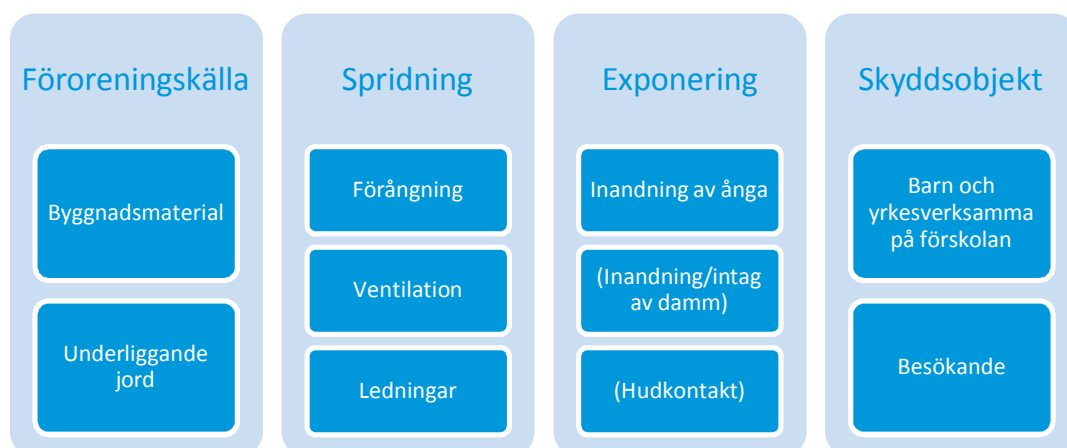 Föroreningskälla
Byggnadsmaterial
Underliggande
jord
Spridning
Förångning
Ventilation
Ledningar
Exponering
Inandning av ånga
(Inandning/intag
av damm)
(Hudkontakt)
Skyddsobjekt
Barn och
yrkesverksamma
på förskolan
Besökande